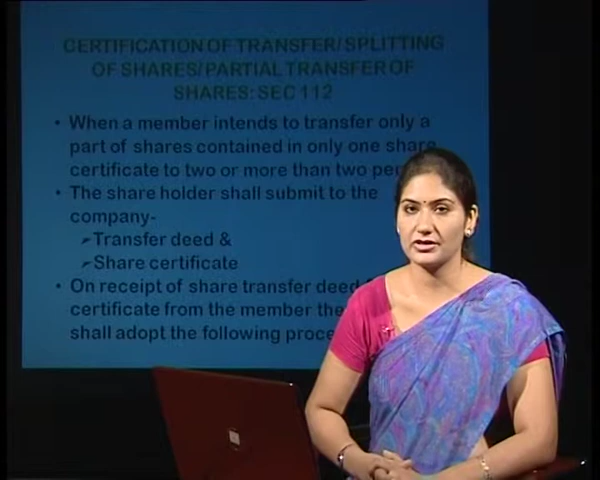 CERTIFICATION OF TRANSFER/SPLITTING
OF SHARES/PARTIAL TRANSFER OF
SHARES: SEC 112
• When a member intends to transfer only a
part of shares contained in only one share
certificate to two or more than two
• The share holder shall submit to the
company-
➢ Transfer deed &
➢ Share certificate
• On receipt of share transfer deed &
certificate from the member the
shall adopt the following